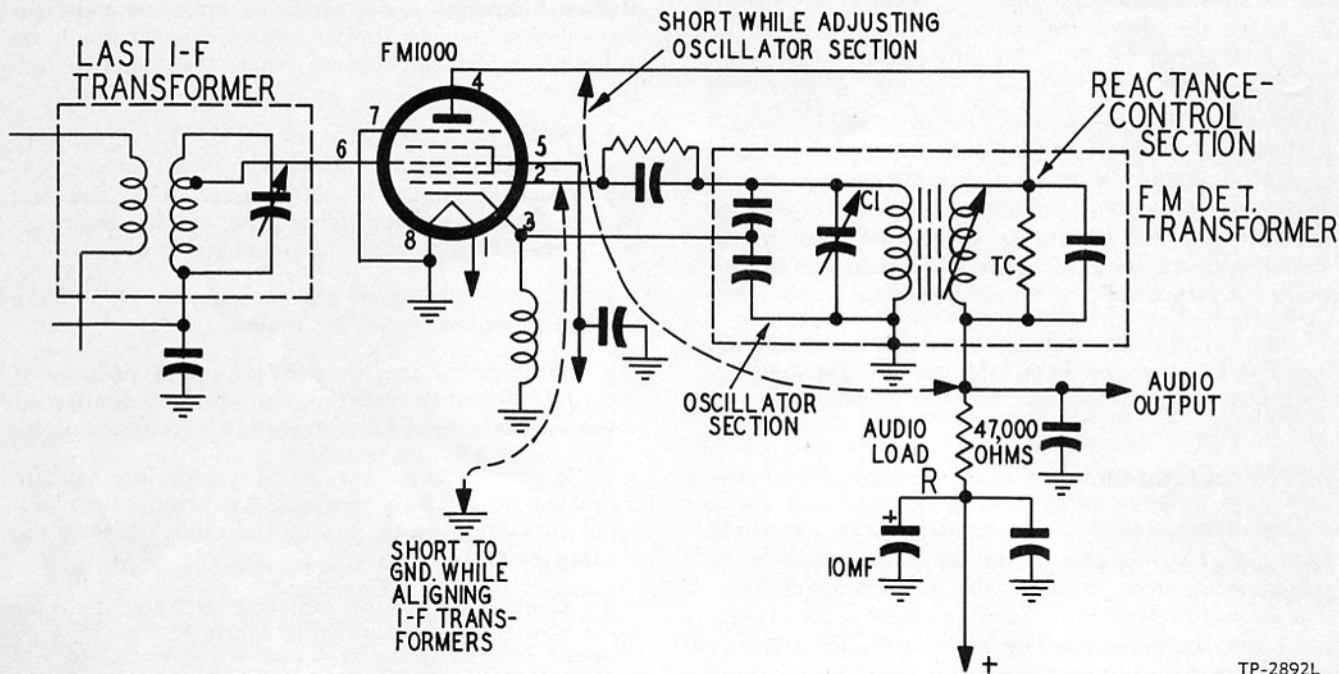 SHORT WHILE ADJUSTING
OSCILLATOR SECTION
FM1000
LAST I-F
TRANSFORMER
4
7
6
5
2
3
8
1
REACTANCE-
CONTROL
SECTION
FM DET.
TRANSFORMER
C1
TC
OSCILLATOR
SECTION
AUDIO
OUTPUT
AUDIO
LOAD
R
47,000
OHMS
+
10MF
SHORT TO
GND. WHILE
ALIGNING
I-F TRANS-
FORMERS
+
TP-2892L